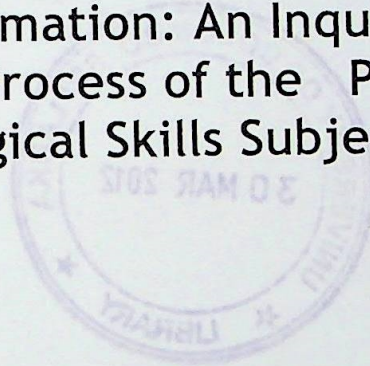 mation: An Inqu
rocess of the P
gical Skills Subje
30 MAR 2012
LIBRARY